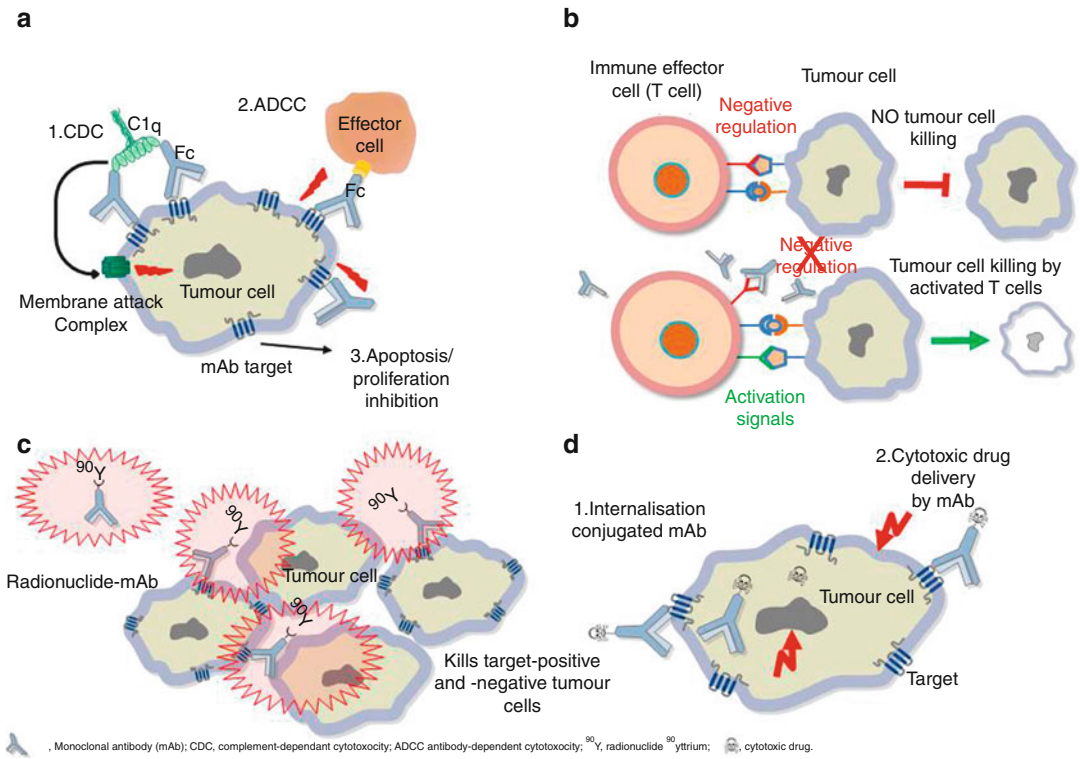 a
1.CDC
C1q
Fc
2.ADCC
Effector
cell
Fc
Tumour cell
Membrane attack
Complex
mAb target
3.Apoptosis/
proliferation
inhibition
b
Immune effector
cell (T cell)
Negative
regulation
Tumour cell
NO tumour cell
killing
Negative
regulation
Tumour cell killing by
activated T cells
Activation
signals
c
90Y
90Y
90Y
Radionuclide-mAb
Tumour cell
90Y
Kills target-positive
and -negative tumour
cells
d
1.Internalisation
conjugated mAb
2.Cytotoxic drug
delivery
by mAb
Tumour cell
Target
, Monoclonal antibody (mAb); CDC, complement-dependant cytotoxocity; ADCC antibody-dependent cytotoxocity; 90Y, radionuclide 90yttrium; , cytotoxic drug.